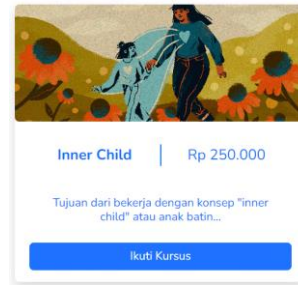 Inner Child | Rp 250.000
Tujuan dari bekerja dengan konsep "inner
child" atau anak batin...
Ikuti Kursus